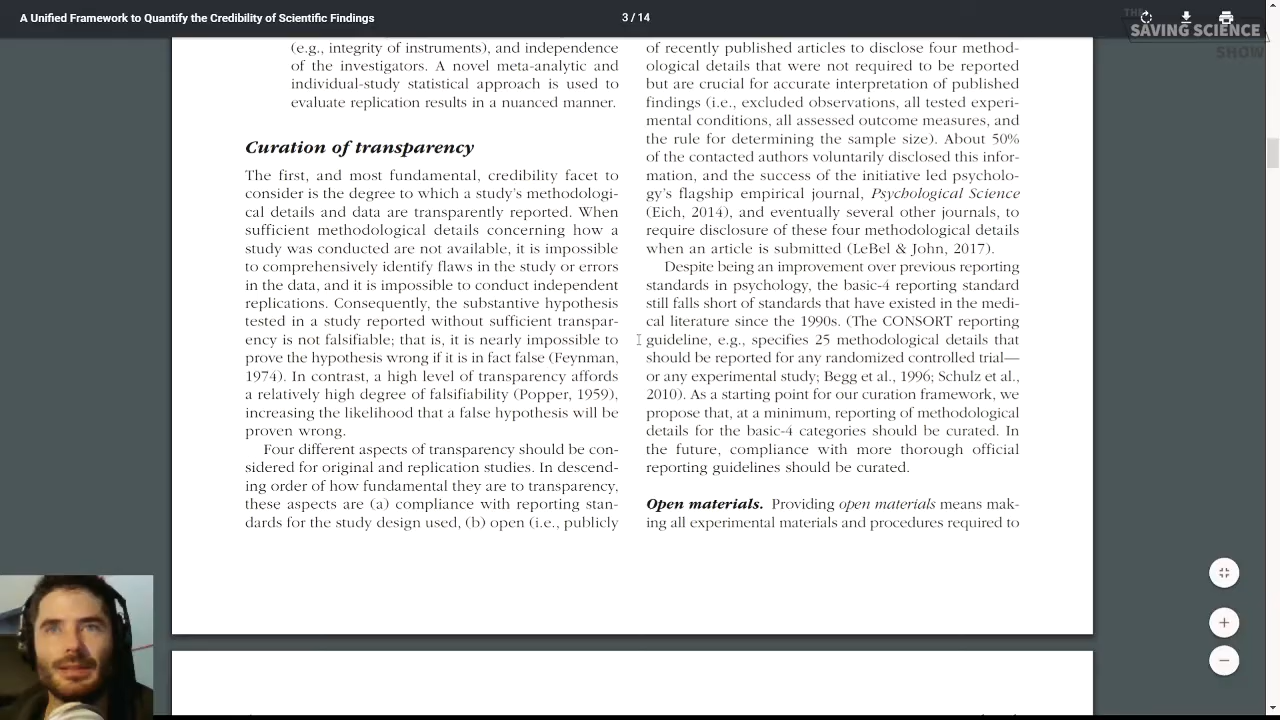 A Unified Framework to Quantify the Credibility of Scientific Findings
3 / 14
THE
SAVING SCIENCE
SHOW
(e.g., integrity of instruments), and independence
of the investigators. A novel meta-analytic and
individual-study statistical approach is used to
evaluate replication results in a nuanced manner.
Curation of transparency
The first, and most fundamental, credibility facet to
consider is the degree to which a study's methodologi-
cal details and data are transparently reported. When
sufficient methodological details concerning how a
study was conducted are not available, it is impossible
to comprehensively identify flaws in the study or errors
in the data, and it is impossible to conduct independent
replications. Consequently, the substantive hypothesis
tested in a study reported without sufficient transpar-
ency is not falsifiable; that is, it is nearly impossible to
prove the hypothesis wrong if it is in fact false (Feynman,
1974). In contrast, a high level of transparency affords
a relatively high degree of falsifiability (Popper, 1959),
increasing the likelihood that a false hypothesis will be
proven wrong.
Four different aspects of transparency should be con-
sidered for original and replication studies. In descend-
ing order of how fundamental they are to transparency,
these aspects are (a) compliance with reporting stan-
dards for the study design used, (b) open (i.e., publicly
of recently published articles to disclose four method-
ological details that were not required to be reported
but are crucial for accurate interpretation of published
findings (i.e., excluded observations, all tested experi-
mental conditions, all assessed outcome measures, and
the rule for determining the sample size). About 50%
of the contacted authors voluntarily disclosed this infor-
mation, and the success of the initiative led psycholo-
gy's flagship empirical journal, Psychological Science
(Eich, 2014), and eventually several other journals, to
require disclosure of these four methodological details
when an article is submitted (LeBel & John, 2017).
Despite being an improvement over previous reporting
standards in psychology, the basic-4 reporting standard
still falls short of standards that have existed in the medi-
cal literature since the 1990s. (The CONSORT reporting
guideline, e.g., specifies 25 methodological details that
should be reported for any randomized controlled trial—
or any experimental study; Begg et al., 1996; Schulz et al.,
2010). As a starting point for our curation framework, we
propose that, at a minimum, reporting of methodological
details for the basic-4 categories should be curated. In
the future, compliance with more thorough official
reporting guidelines should be curated.
Open materials. Providing open materials means mak-
ing all experimental materials and procedures required to